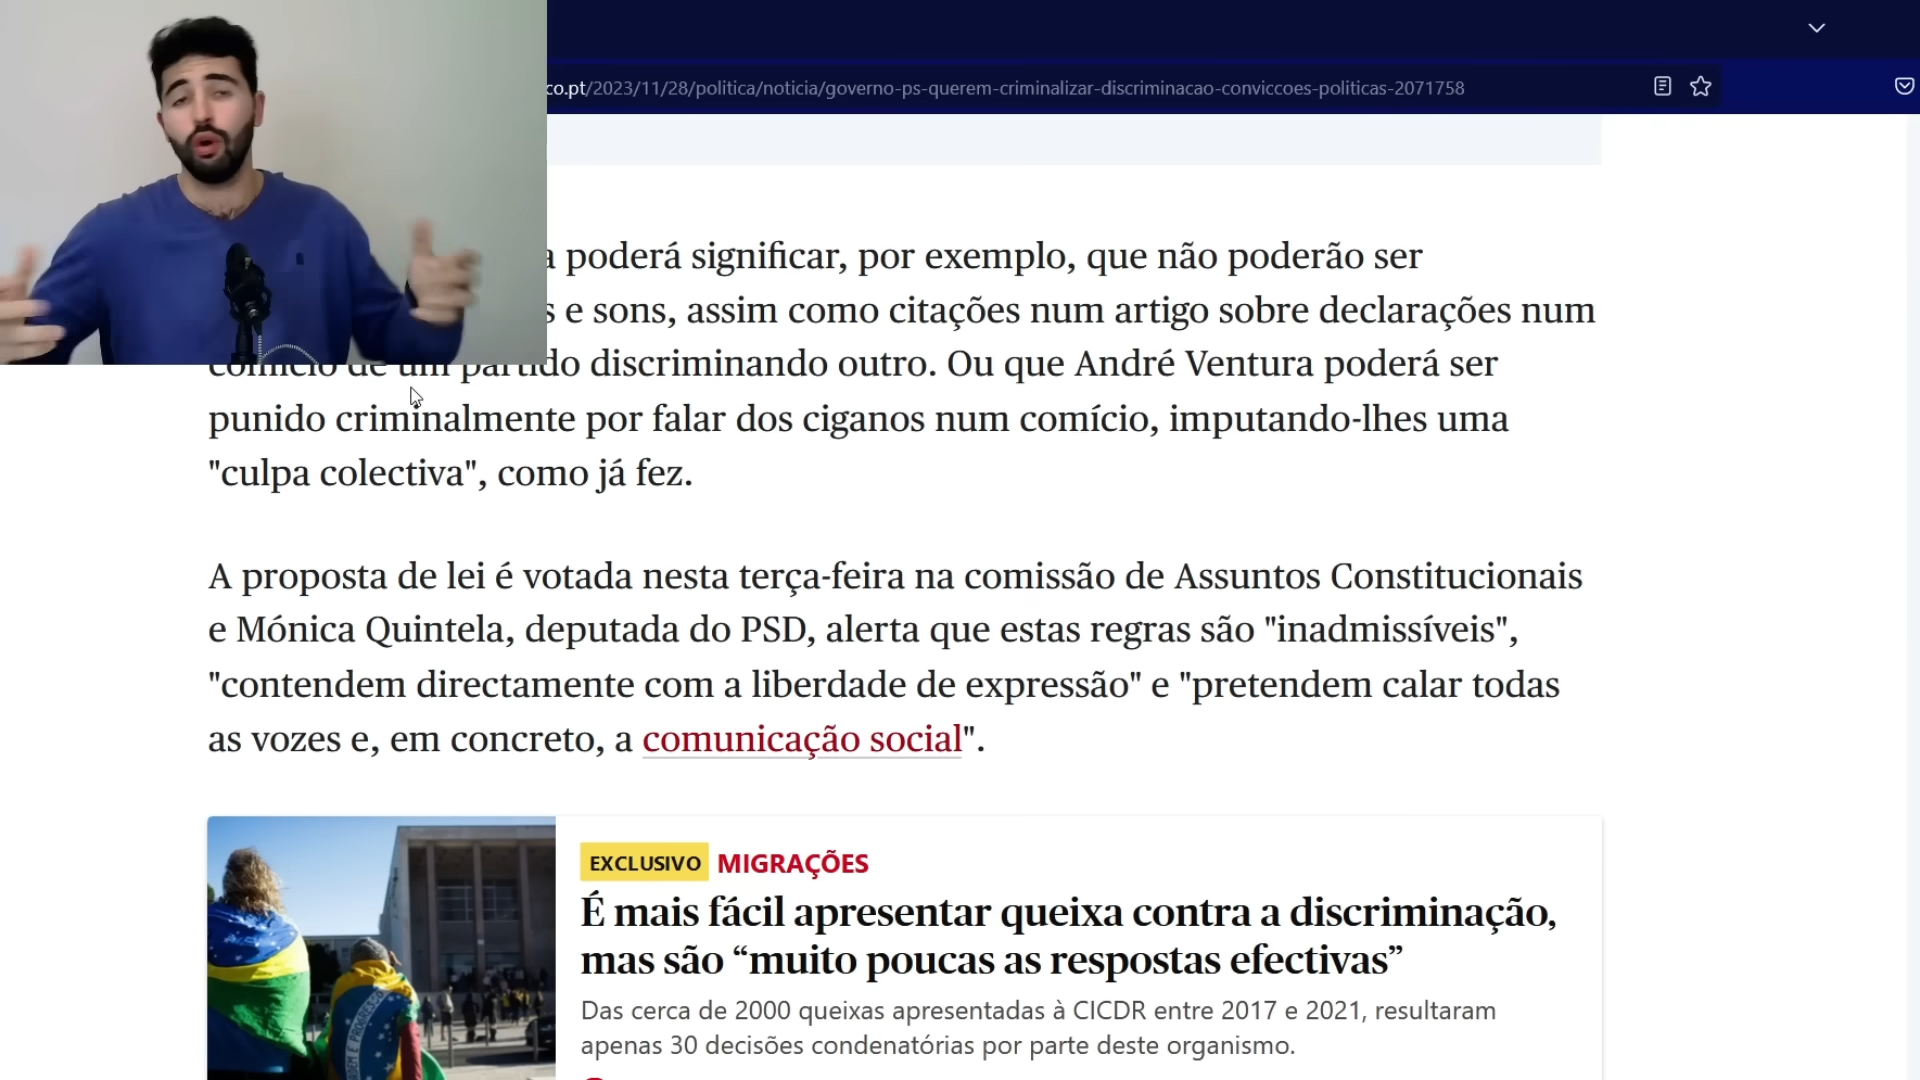 co.pt/2023/11/28/politica/noticia/governo-ps-querem-criminalizar-discriminacao-conviccoes-politicas-2071758
poderá significar, por exemplo, que não poderão ser
e sons, assim como citações num artigo sobre declarações num
comício de um partido discriminando outro. Ou que André Ventura poderá ser
punido criminalmente por falar dos ciganos num comício, imputando-lhes uma
"culpa colectiva", como já fez.
A proposta de lei é votada nesta terça-feira na comissão de Assuntos Constitucionais
e Mónica Quintela, deputada do PSD, alerta que estas regras são "inadmissíveis",
"contendem directamente com a liberdade de expressão" e "pretendem calar todas
as vozes e, em concreto, a comunicação social".
EXCLUSIVO MIGRAÇÕES
É mais fácil apresentar queixa contra a discriminação,
mas são “muito poucas as respostas efectivas”
Das cerca de 2000 queixas apresentadas à CICDR entre 2017 e 2021, resultaram
apenas 30 decisões condenatórias por parte deste organismo.